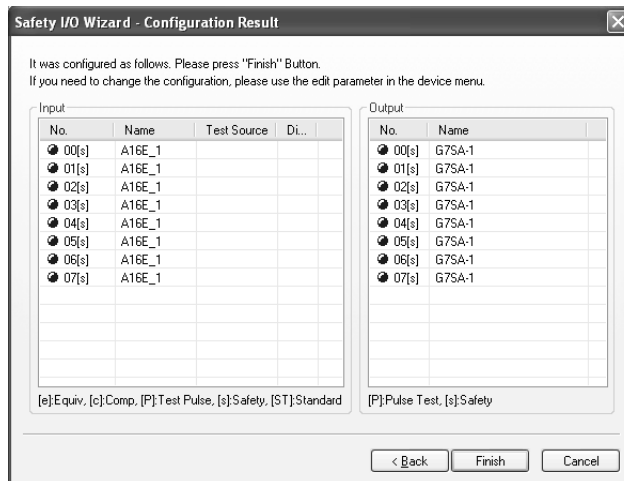 Safety I/O Wizard - Configuration Result
It was configured as follows. Please press "Finish" Button.
If you need to change the configuration, please use the edit parameter in the device menu.
Input
No. Name Test Source Di...
00[s] A16E_1
01[s] A16E_1
02[s] A16E_1
03[s] A16E_1
04[s] A16E_1
05[s] A16E_1
06[s] A16E_1
07[s] A16E_1
[e]:Equiv, [c]:Comp, [P]:Test Pulse, [s]:Safety, [ST]:Standard
Output
No. Name
00[s] G7SA-1
01[s] G7SA-1
02[s] G7SA-1
03[s] G7SA-1
04[s] G7SA-1
05[s] G7SA-1
06[s] G7SA-1
07[s] G7SA-1
[P]:Pulse Test, [s]:Safety
< Back Finish Cancel